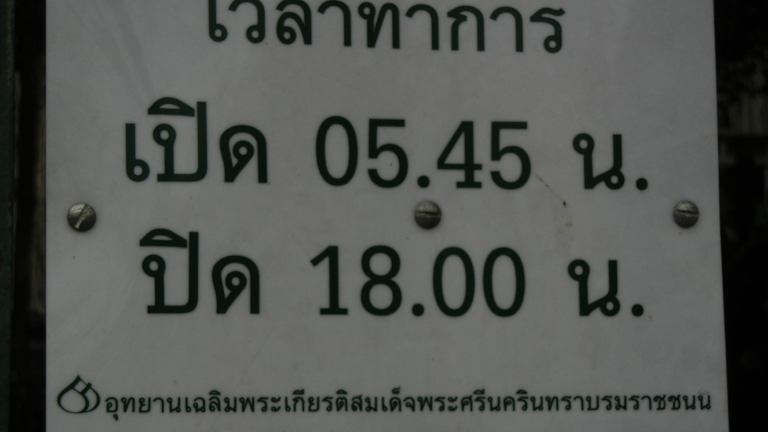 เวลาทำการ
เปิด 05.45 น.
ปิด 18.00 น.
อุทยานเฉลิมพระเกียรติสมเด็จพระศรีนครินทราบรมราชชนน